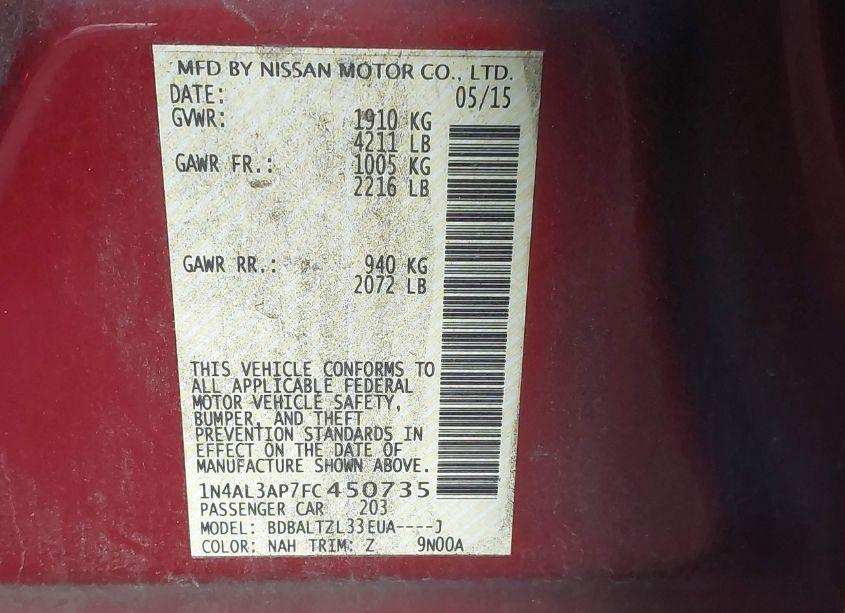 MFD BY NISSAN MOTOR CO., LTD.
DATE: 05/15
GVWR: 1910 KG
4211 LB
GAWR FR.: 1005 KG
2216 LB
GAWR RR.: 940 KG
2072 LB
THIS VEHICLE CONFORMS TO
ALL APPLICABLE FEDERAL
MOTOR VEHICLE SAFETY,
BUMPER, AND THEFT
PREVENTION STANDARDS IN
EFFECT ON THE DATE OF
MANUFACTURE SHOWN ABOVE.
1N4AL3AP7FC450735
PASSENGER CAR 203
MODEL: BDBALTZL33EUA----J
COLOR: NAH TRIM: Z 9N00A